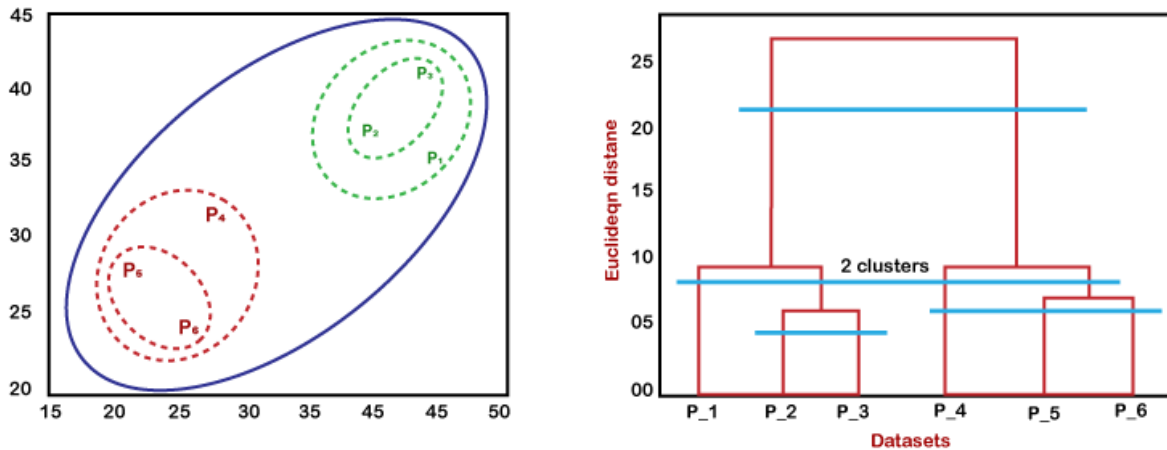 45
40
35
30
25
20
15 20 25 30 35 45 45 50
P₃
P₂
P₁
P₄
P₅
P₆
Euclideqn distane
25
20
15
10
05
00
2 clusters
P_1 P_2 P_3 P_4 P_5 P_6
Datasets